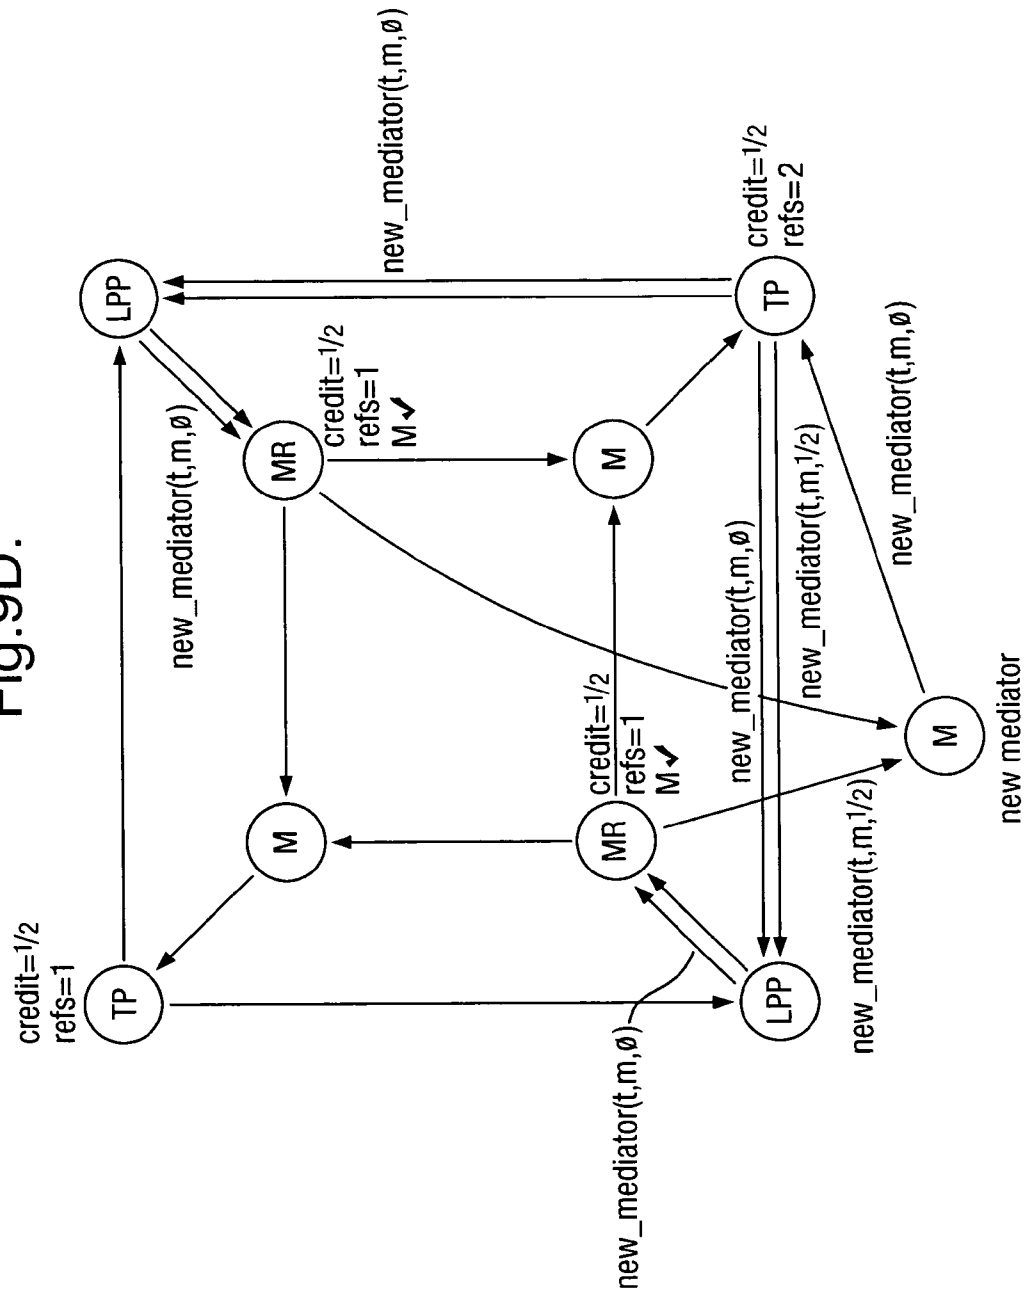 Fig.9D.
credit=1/2
refs=1
TP
LPP
new_mediator(t,m,ø)
M
MR
credit=1/2
refs=1
M✓
new_mediator(t,m,ø)
credit=1/2
refs=1
M✓
MR
M
new_mediator(t,m,ø)
new_mediator(t,m,ø)
credit=1/2
refs=2
LPP
TP
new_mediator(t,m,1/2)
new_mediator(t,m,1/2)
new_mediator(t,m,ø)
M
new mediator